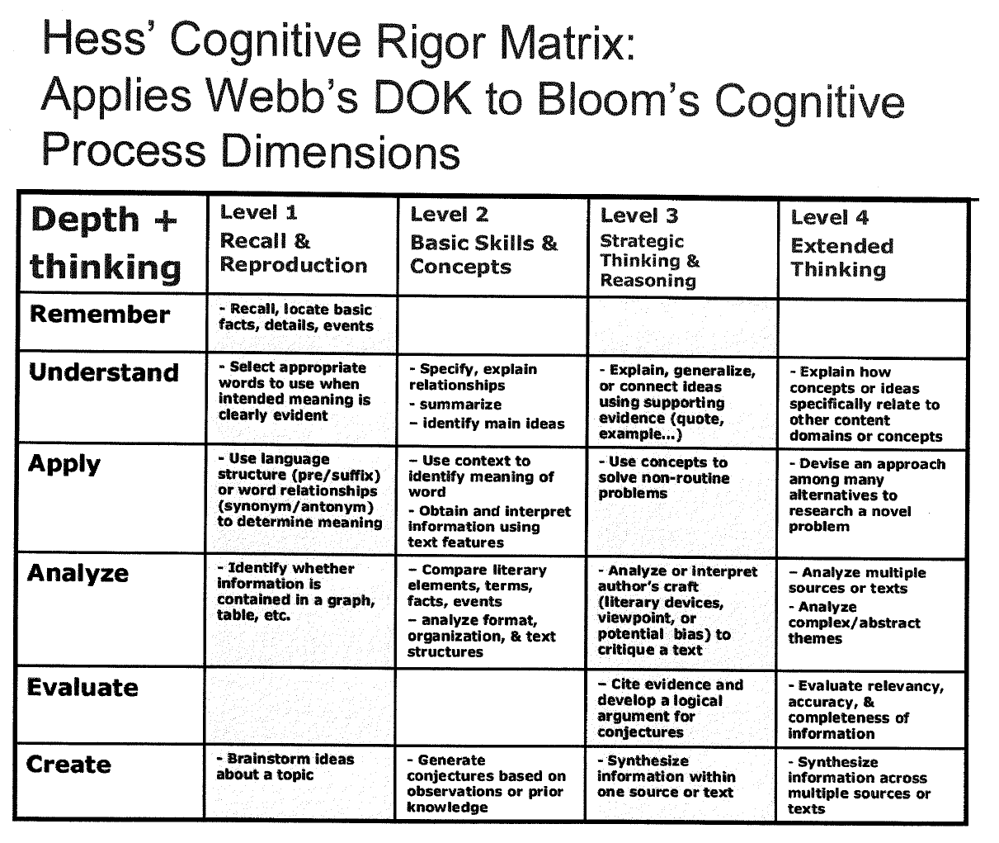 Hess' Cognitive Rigor Matrix:
Applies Webb's DOK to Bloom's Cognitive
Process Dimensions
Depth +
thinking
Level 1
Recall &
Reproduction
Level 2
Basic Skills &
Concepts
Level 3
Strategic
Thinking &
Reasoning
Level 4
Extended
Thinking
Remember
- Recall, locate basic
facts, details, events
Understand
- Select appropriate
words to use when
intended meaning is
clearly evident
- Specify, explain
relationships
- summarize
– identify main ideas
- Explain, generalize,
or connect ideas
using supporting
evidence (quote,
example...)
- Explain how
concepts or ideas
specifically relate to
other content
domains or concepts
Apply
- Use language
structure (pre/suffix)
or word relationships
(synonym/antonym)
to determine meaning
– Use context to
identify meaning of
word
- Obtain and interpret
information using
text features
- Use concepts to
solve non-routine
problems
- Devise an approach
among many
alternatives to
research a novel
problem
Analyze
- Identify whether
information is
contained in a graph,
table, etc.
– Compare literary
elements, terms,
facts, events
– analyze format,
organization, & text
structures
- Analyze or interpret
author's craft
(literary devices,
viewpoint, or
potential bias) to
critique a text
– Analyze multiple
sources or texts
- Analyze
complex/abstract
themes
Evaluate
– Cite evidence and
develop a logical
argument for
conjectures
- Evaluate relevancy,
accuracy, &
completeness of
information
Create
- Brainstorm ideas
about a topic
- Generate
conjectures based on
observations or prior
knowledge
- Synthesize
information within
one source or text
- Synthesize
information across
multiple sources or
texts